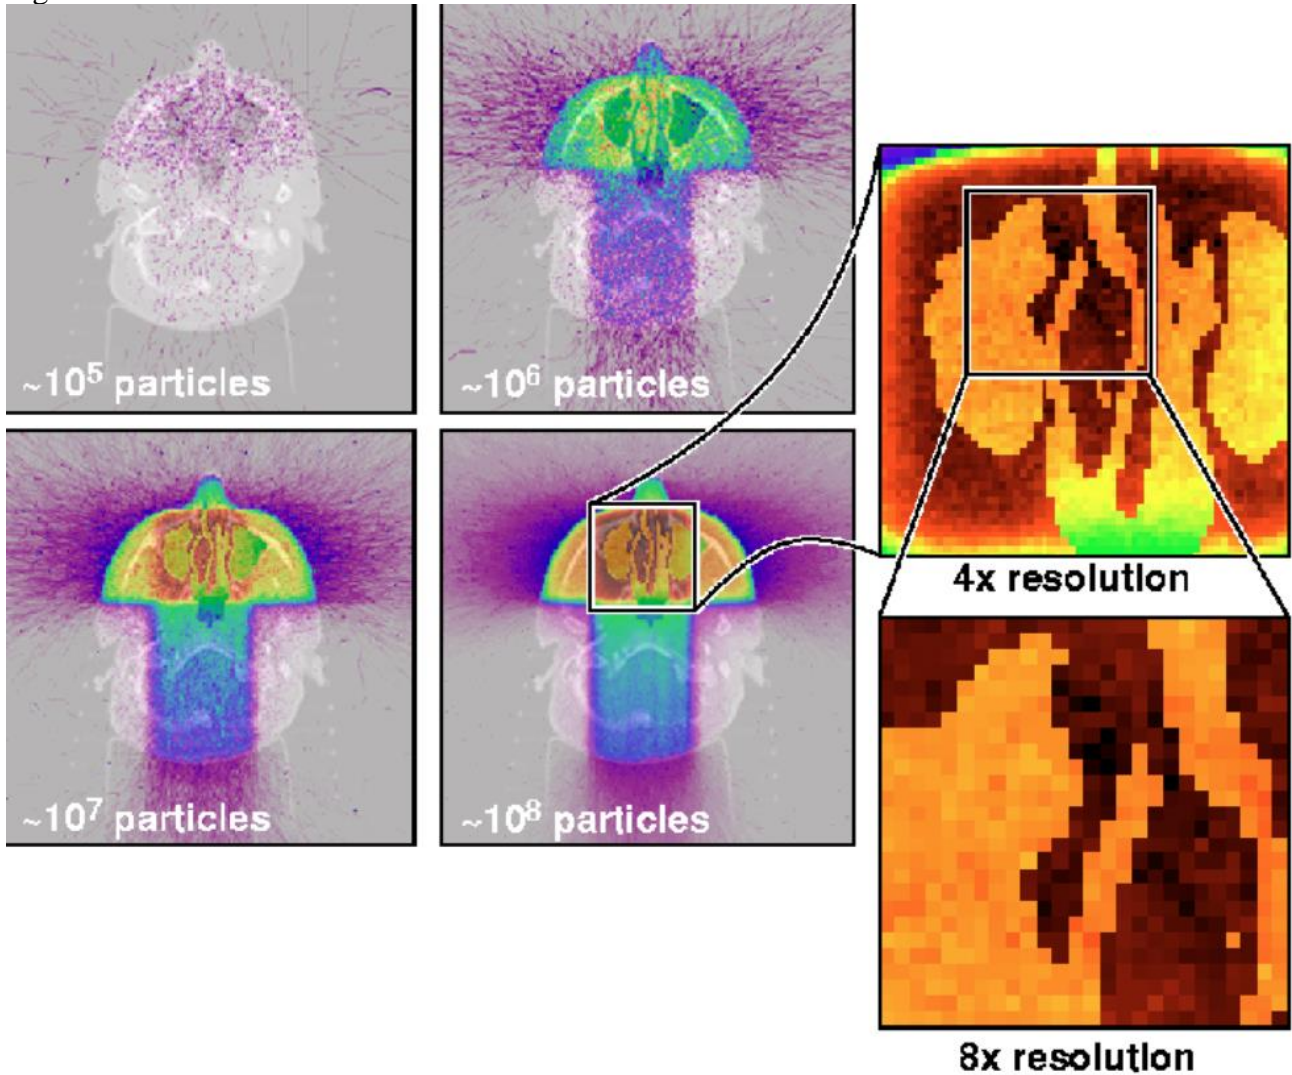 ~10⁵ particles
~10⁶ particles
~10⁷ particles
~10⁸ particles
4x resolution
8x resolution